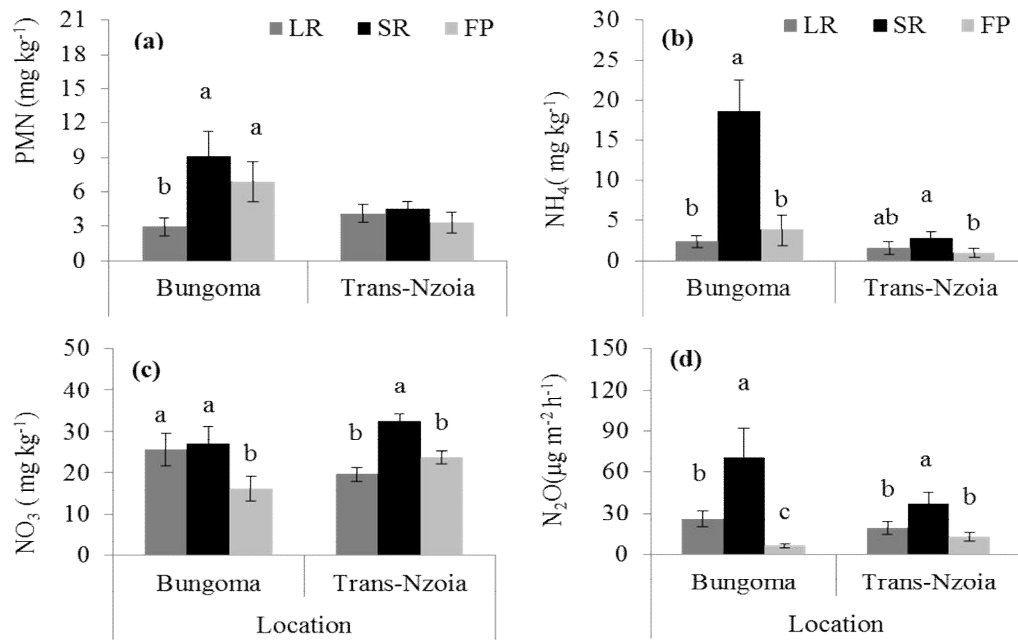 LR SR FP
(a)
PMN (mg kg-1)
21
18
15
12
9
6
3
0
b a a
Bungoma Trans-Nzoia
LR SR FP
(b)
NH4( mg kg-1)
30
25
20
15
10
5
0
b a b ab a b
Bungoma Trans-Nzoia
(c)
NO3 ( mg kg-1)
50
40
30
20
10
0
a a b b a b
Bungoma Trans-Nzoia
Location
(d)
N2O(µg m-2 h-1)
150
120
90
60
30
0
b a c b a b
Bungoma Trans-Nzoia
Location